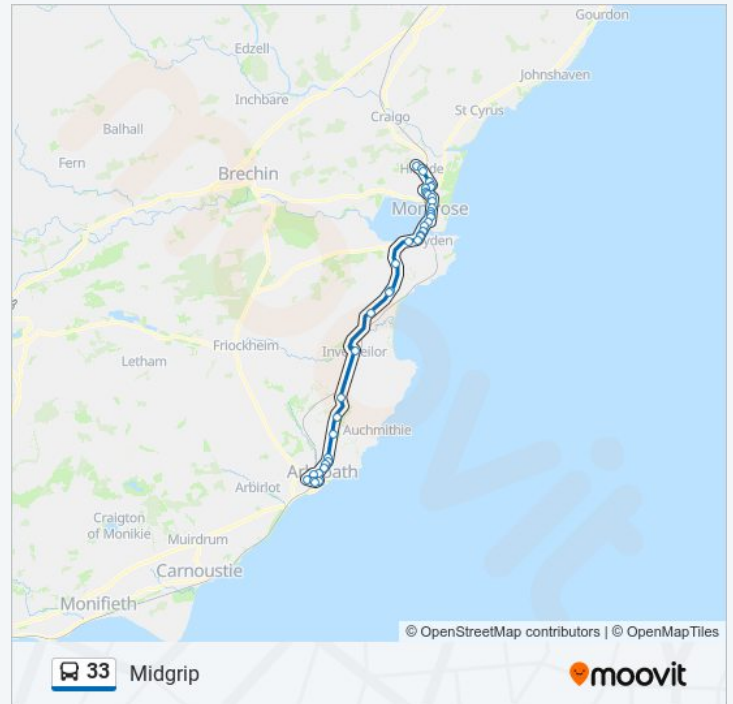 Gourdon
Edzell
Johnshaven
Inchbare
St Cyrus
Craigo
Balhall
Fern
Brechin
Montrose
Friockheim
Letham
Auchmithie
Arbirlot
Craigton
of Monikie
Muirdrum
Carnoustie
Monifieth
© OpenStreetMap contributors | © OpenMapTiles
33 Midgrip
moovit